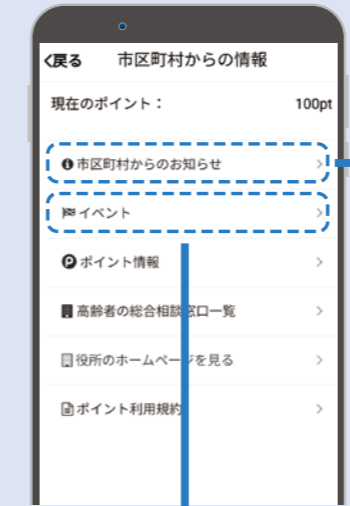 <戻る 市区町村からの情報
現在のポイント： 100pt
市区町村からのお知らせ
イベント
ポイント情報
高齢者の総合相談窓口一覧
役所のホームページを見る
ポイント利用規約